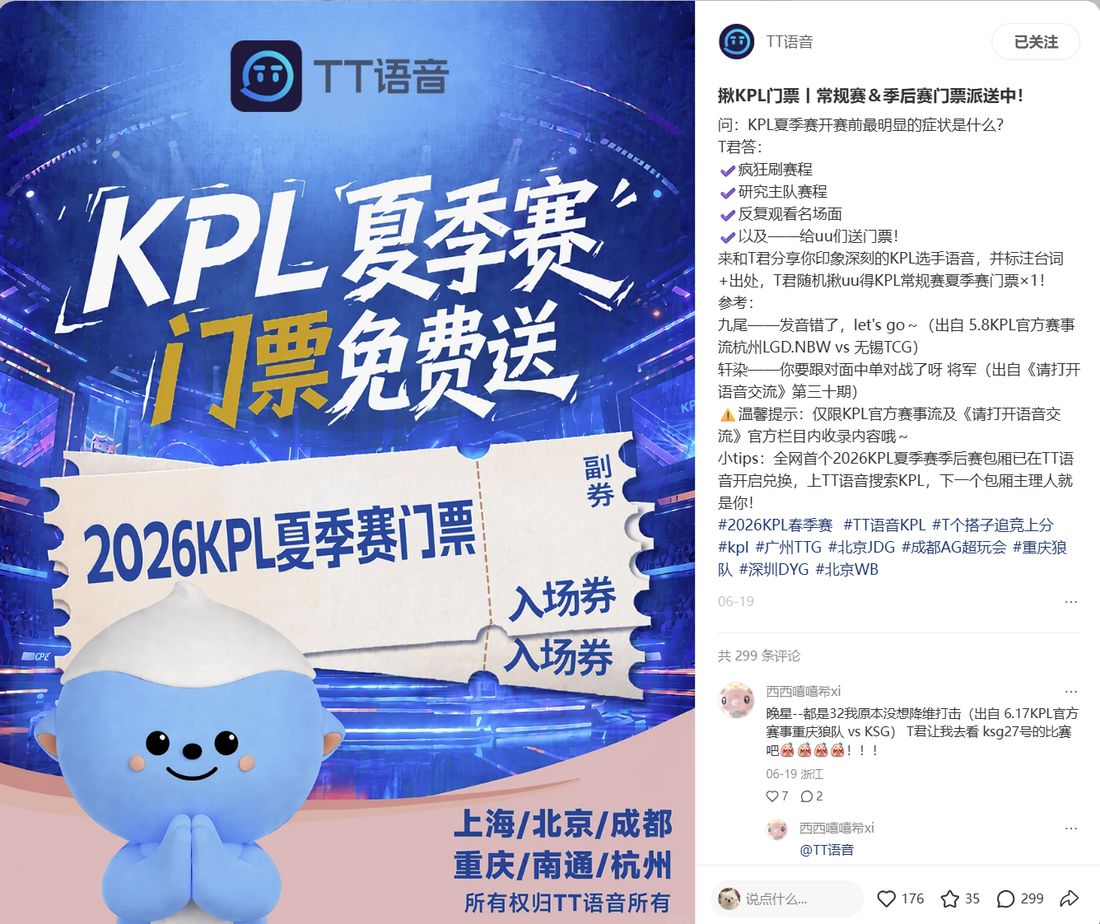 TT语音
KPL夏季赛
门票免费送
副券
2026KPL夏季赛门票
入场券
入场券
上海/北京/成都
重庆/南通/杭州
所有权归TT语音所有
TT语音
已关注
揪KPL门票丨常规赛&季后赛门票派送中!
问：KPL夏季赛开赛前最明显的症状是什么?
T君答：
疯狂刷赛程
研究主队赛程
反复观看名场面
以及——给uu们送门票!
来和T君分享你印象深刻的KPL选手语音，并标注台词
+出处，T君随机揪uu得KPL常规赛夏季赛门票×1!
参考：
九尾——发音错了，let's go～（出自 5.8KPL官方赛事
流杭州LGD.NBW vs 无锡TCG）
轩染——你要跟对面中单对战了呀 将军（出自《请打开
语音交流》第三十期）
温馨提示：仅限KPL官方赛事流及《请打开语音交
流》官方栏目内收录内容哦～
小tips：全网首个2026KPL夏季赛季后赛包厢已在TT语
音开启兑换，上TT语音搜索KPL，下一个包厢主理人就
是你!
#2026KPL春季赛 #TT语音KPL #T个搭子追竞上分
#kpl #广州TTG #北京JDG #成都AG超玩会 #重庆狼
队 #深圳DYG #北京WB
06-19
共 299 条评论
西西嘻嘻希xi
晚星--都是32我原本没想降维打击（出自 6.17KPL官方
赛事重庆狼队 vs KSG） T君让我去看 ksg27号的比赛
吧！！！
06-19 浙江
7 2
西西嘻嘻希xi
@TT语音
说点什么...
176 35 299